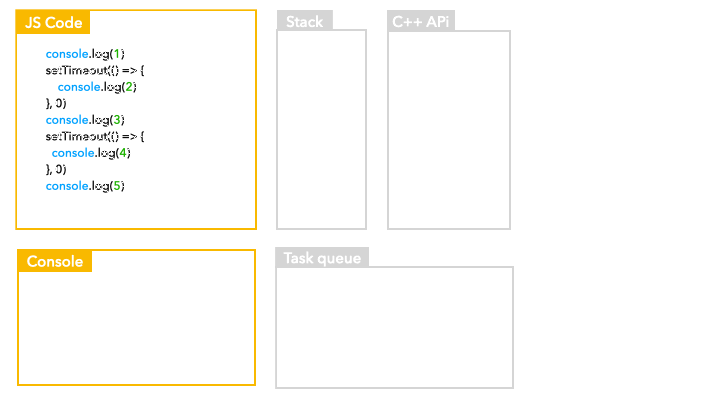 JS Code
console.log(1)
setTimeout(() => {
console.log(2)
}, 0)
console.log(3)
setTimeout(() => {
console.log(4)
}, 0)
console.log(5)
Stack
C++ APi
Console
Task queue